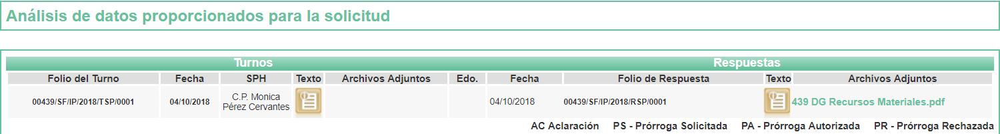 Análisis de datos proporcionados para la solicitud
Turnos Respuestas
Folio del Turno Fecha SPH Texto Archivos Adjuntos Edo. Fecha Folio de Respuesta Texto Archivos Adjuntos
00439/SF/IP/2018/TSP/0001 04/10/2018 C.P. Monica Pérez Cervantes 04/10/2018 00439/SF/IP/2018/RSP/0001 439 DG Recursos Materiales.pdf
AC Aclaración PS - Prórroga Solicitada PA - Prórroga Autorizada PR - Prórroga Rechazada